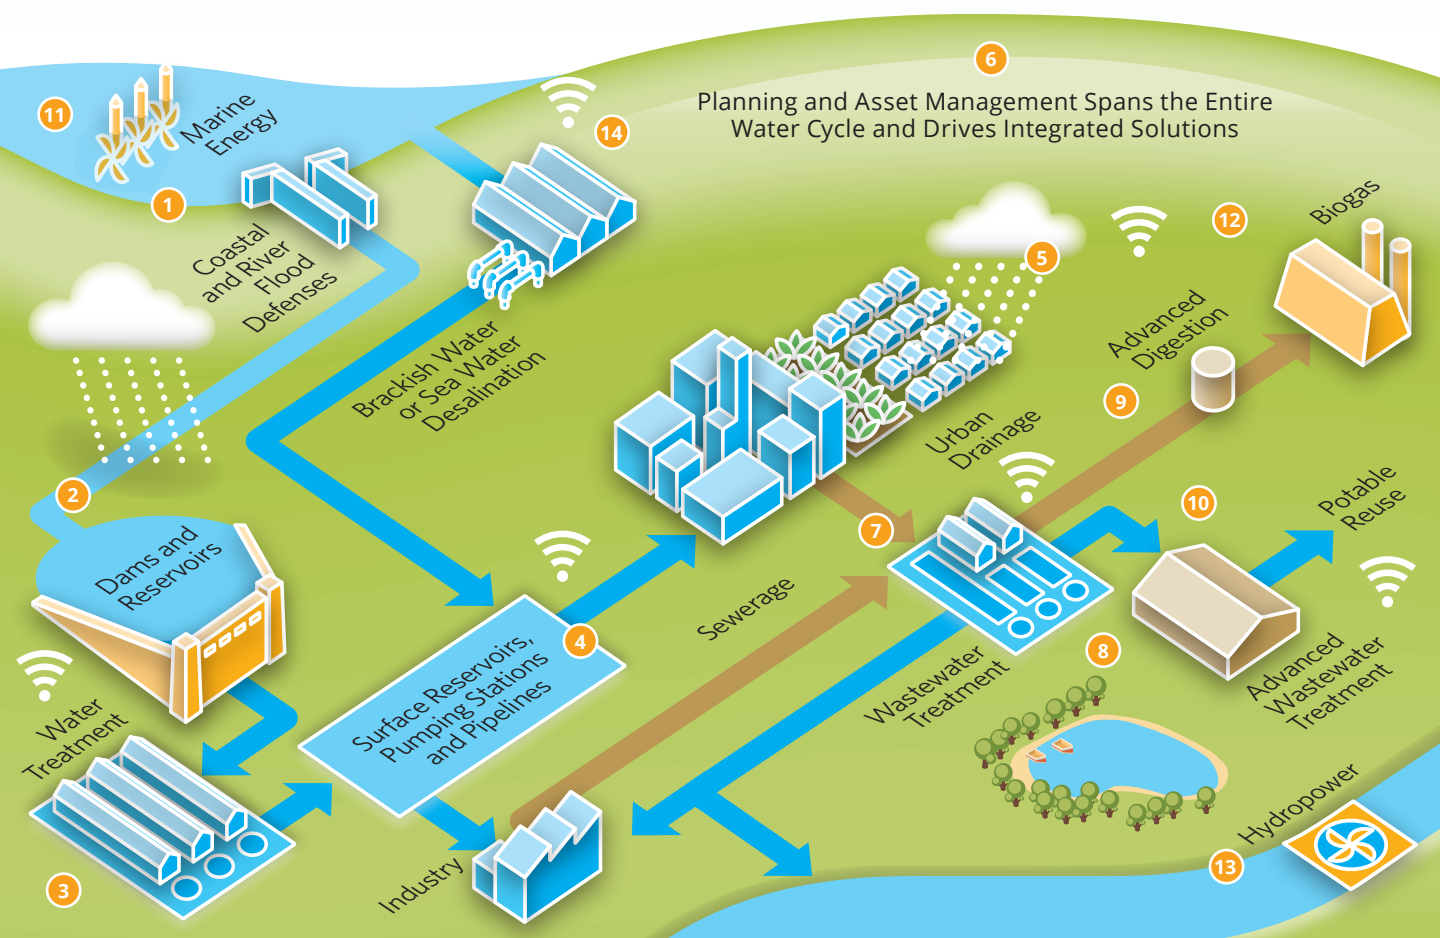 6
Planning and Asset Management Spans the Entire
Water Cycle and Drives Integrated Solutions
11
Marine
Energy
1
Coastal
and River
Flood
Defenses
14
Brackish Water
or Sea Water
Desalination
2
Dams and
Reservoirs
Water
Treatment
3
4
Surface Reservoirs,
Pumping Stations
and Pipelines
Industry
5
Urban
Drainage
7
Sewerage
Wastewater
Treatment
8
12
Biogas
Advanced
Digestion
9
10
Potable
Reuse
Advanced
Wastewater
Treatment
Hydropower
13